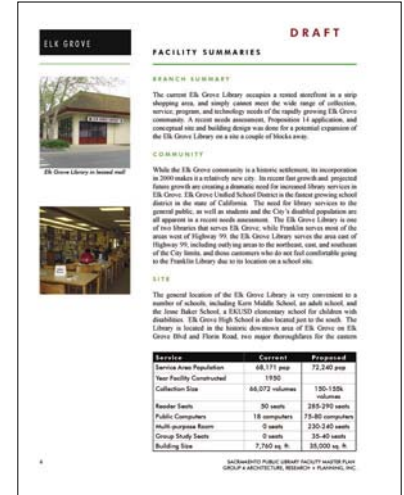 DRAFT
ELK GROVE
FACILITY SUMMARIES
BRANCH SUMMARY
The current Elk Grove Library occupies a rented storefront in a strip
shopping area, and simply cannot meet the wide range of collection,
service, program, and technology needs of the rapidly growing Elk Grove
community. A recent needs assessment, Proposition 14 application, and
conceptual site and building design was done for a potential expansion of
the Elk Grove Library on a site a couple of blocks away.
Elk Grove Library in leased mall
COMMUNITY
While the Elk Grove community is a historic settlement, its incorporation
in 2000 makes it a relatively new city. Its recent fast growth and projected
future growth are creating a dramatic need for increased library services in
Elk Grove. Elk Grove Unified School District is the fastest growing school
district in the state of California. The need for library services to the
general public, as well as students and the City's disabled population are
all apparent in a recent needs assessment. The Elk Grove Library is one
of two libraries that serves Elk Grove; while Franklin serves most of the
areas west of Highway 99, the Elk Grove Library serves the area east of
Highway 99, including outlying areas to the northeast, east, and southeast
of the City limits, and those customers who do not feel comfortable going
to the Franklin Library due to its location on a school site.
SITE
The general location of the Elk Grove Library is very convenient to a
number of schools, including Kerr Middle School, an adult school, and
the Jesse Baker School, a EKUSD elementary school for children with
disabilities. Elk Grove High School is also located just to the south. The
Library is located in the historic downtown area of Elk Grove on Elk
Grove Blvd and Florin Road, two major thoroughfares for the eastern
Service Current Proposed
Service Area Population 68,171 pop 72,240 pop
Year Facility Constructed 1950
Collection Size 66,072 volumes 150-155k
volumes
Reader Seats 50 seats 285-290 seats
Public Computers 18 computers 75-80 computers
Multi-purpose Room 0 seats 230-240 seats
Group Study Seats 0 seats 35-40 seats
Building Size 7,760 sq. ft. 35,000 sq. ft.
SACRAMENTO PUBLIC LIBRARY FACILITY MASTER PLAN
GROUP 4 ARCHITECTURE, RESEARCH + PLANNING, INC.